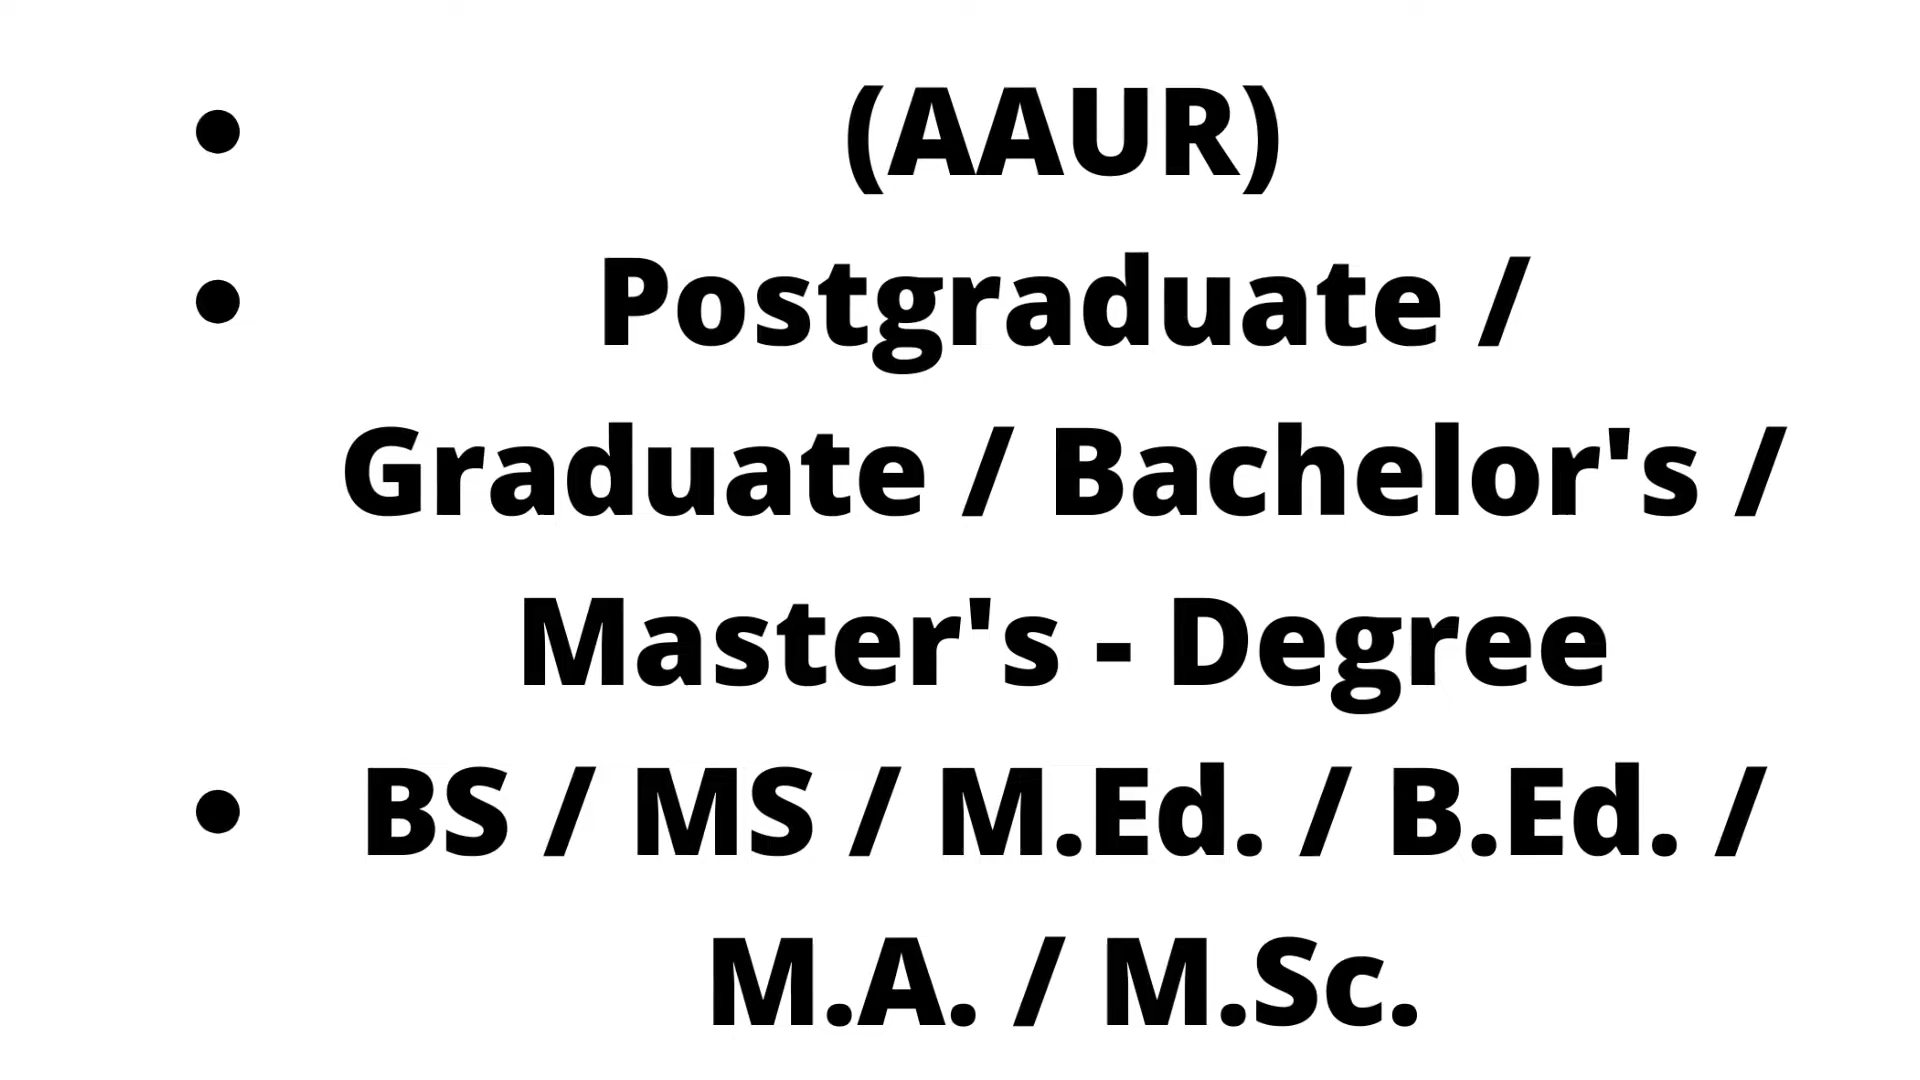 • (AAUR)
• Postgraduate /
Graduate / Bachelor's /
Master's - Degree
• BS / MS / M.Ed. / B.Ed. /
M.A. / M.Sc.